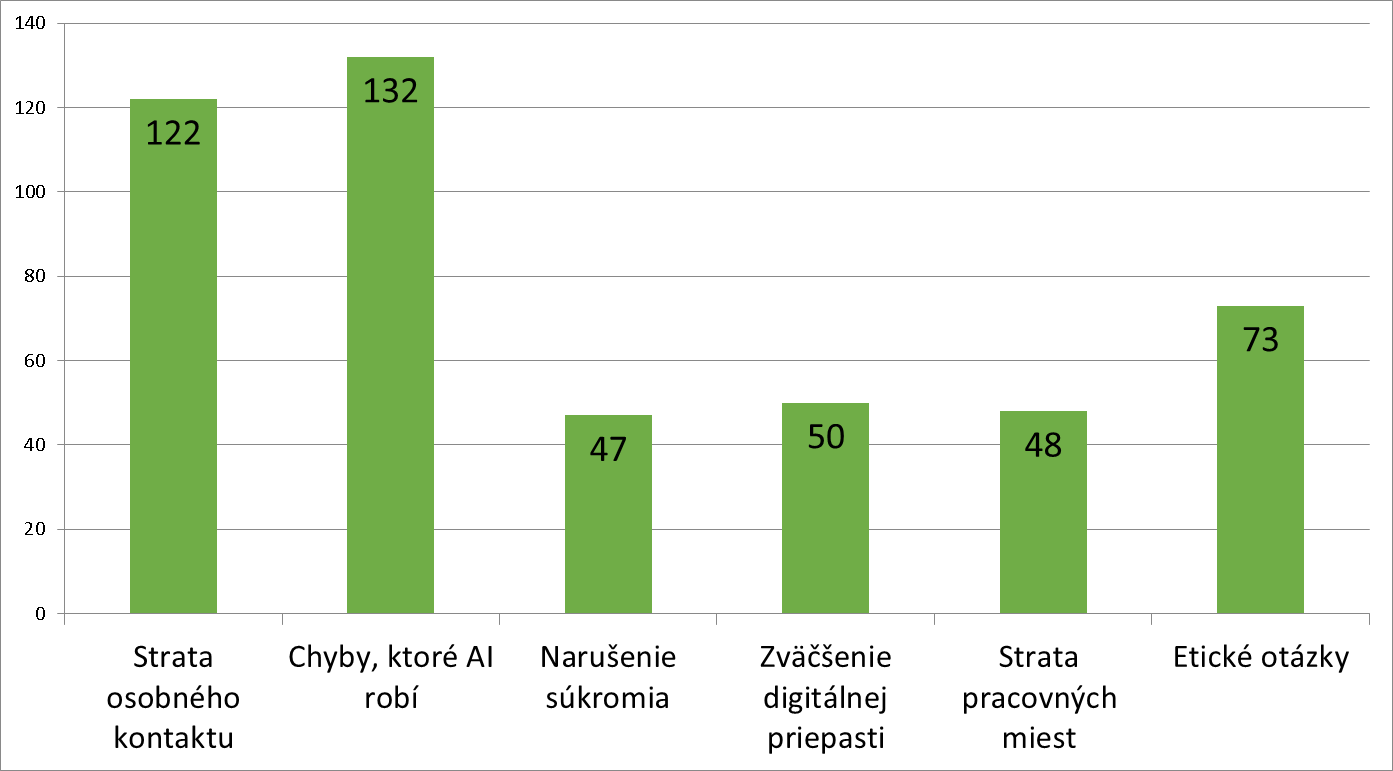 140
120
100
80
60
40
20
0
122
132
47
50
48
73
Strata
osobného
kontaktu
Chyby, ktoré AI
robí
Narušenie
súkromia
Zväčšenie
digitálnej
priepasti
Strata
pracovných
miest
Etické otázky